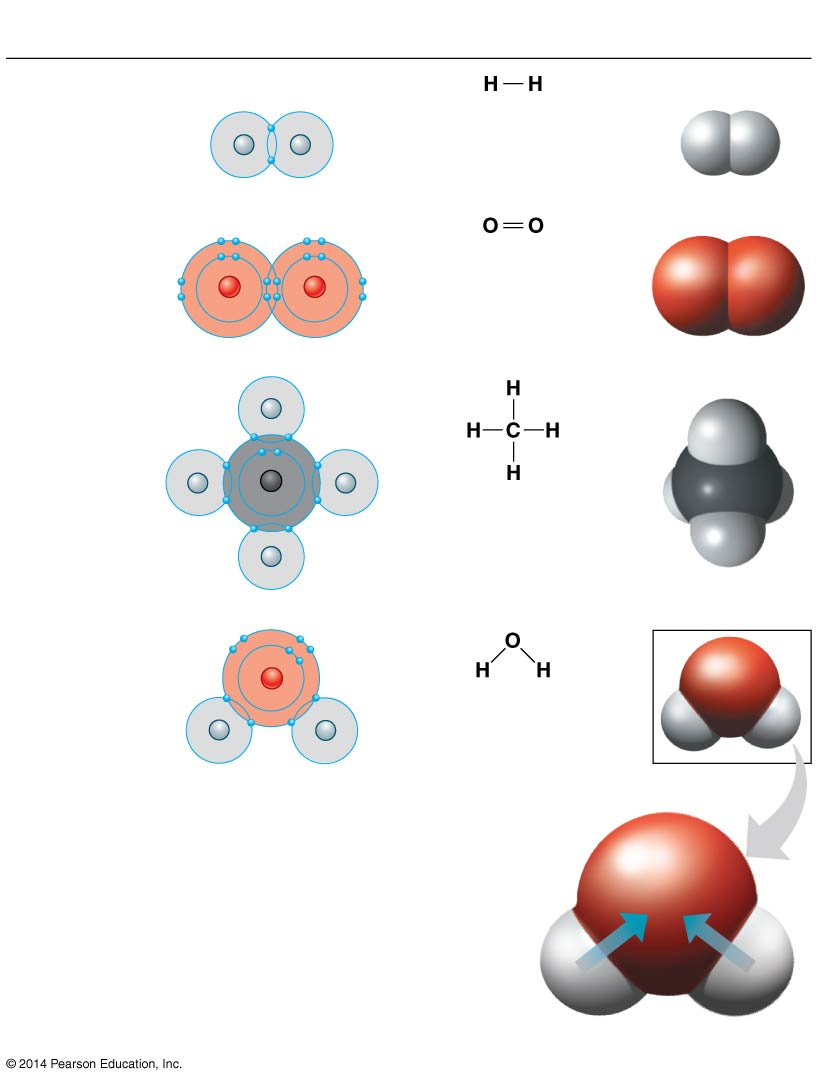 H—H
O=O
H
H—C—H
H
O
H H
© 2014 Pearson Education, Inc.